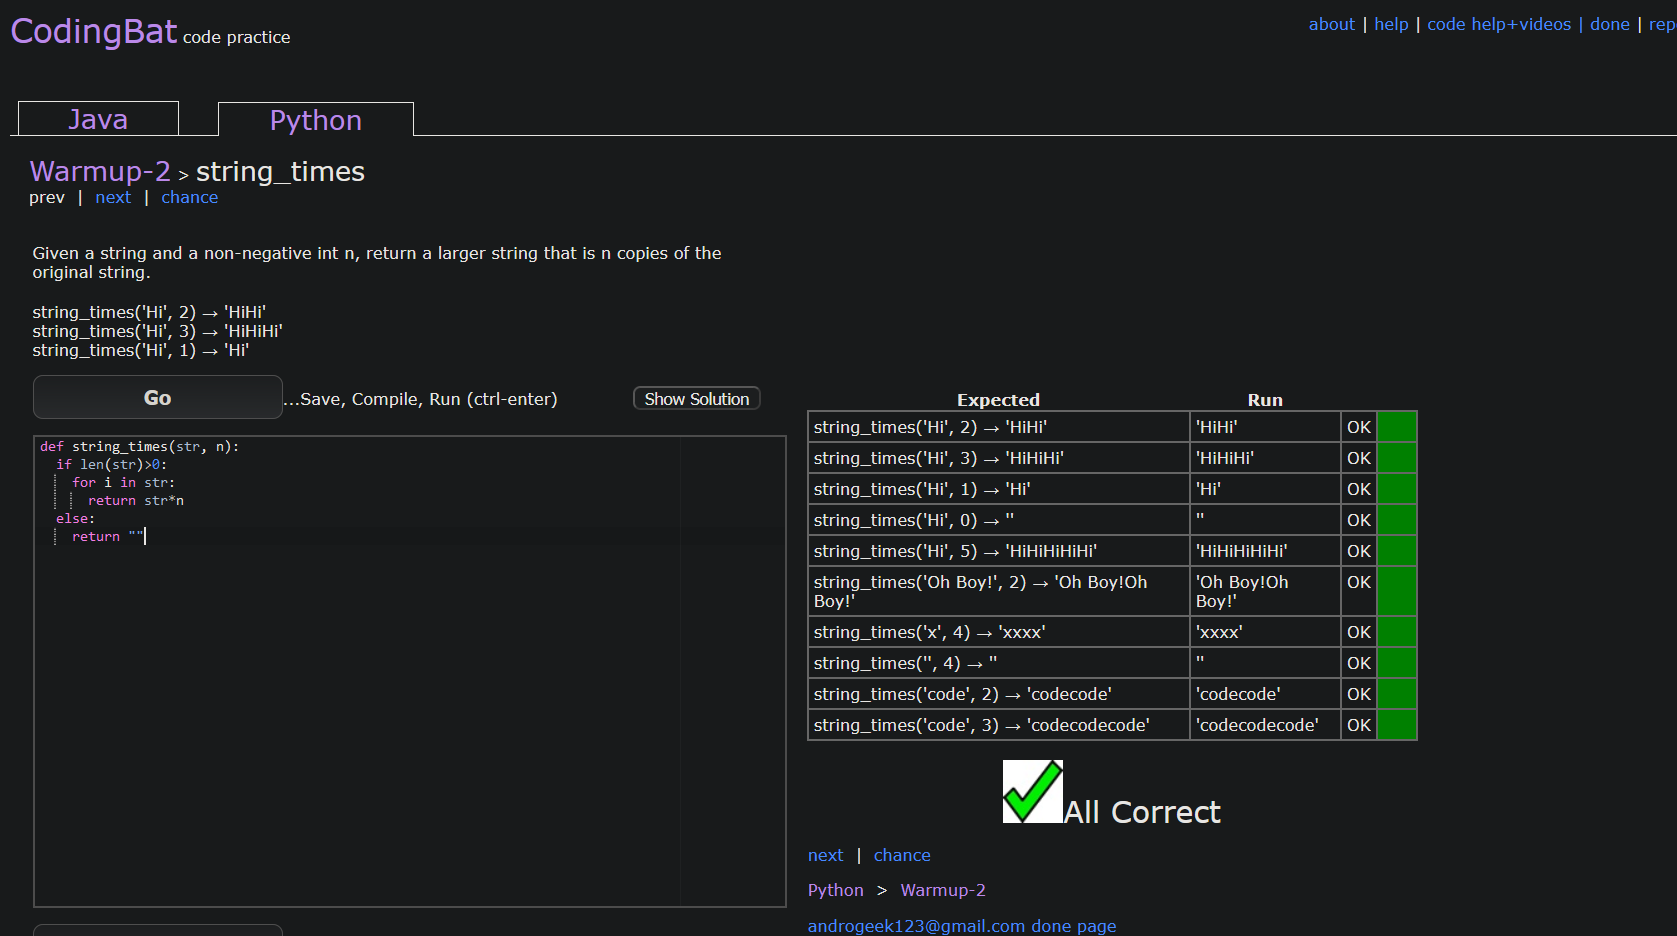 CodingBat code practice
about | help | code help+videos | done |
Java
Python
Warmup-2 > string_times
prev | next | chance
Given a string and a non-negative int n, return a larger string that is n copies of the
original string.
string_times('Hi', 2) → 'HiHi'
string_times('Hi', 3) → 'HiHiHi'
string_times('Hi', 1) → 'Hi'
Go ...Save, Compile, Run (ctrl-enter) Show Solution
def string_times(str, n):
if len(str)>0:
for i in str:
return str*n
else:
return ""
Expected Run
string_times('Hi', 2) → 'HiHi' 'HiHi' OK
string_times('Hi', 3) → 'HiHiHi' 'HiHiHi' OK
string_times('Hi', 1) → 'Hi' 'Hi' OK
string_times('Hi', 0) → '' '' OK
string_times('Hi', 5) → 'HiHiHiHiHi' 'HiHiHiHiHi' OK
string_times('Oh Boy!', 2) → 'Oh Boy!Oh 'Oh Boy!Oh OK
Boy!' Boy!'
string_times('x', 4) → 'xxxx' 'xxxx' OK
string_times('', 4) → '' '' OK
string_times('code', 2) → 'codecode' 'codecode' OK
string_times('code', 3) → 'codecodecode' 'codecodecode' OK
All Correct
next | chance
Python > Warmup-2
androgeek123@gmail.com done page